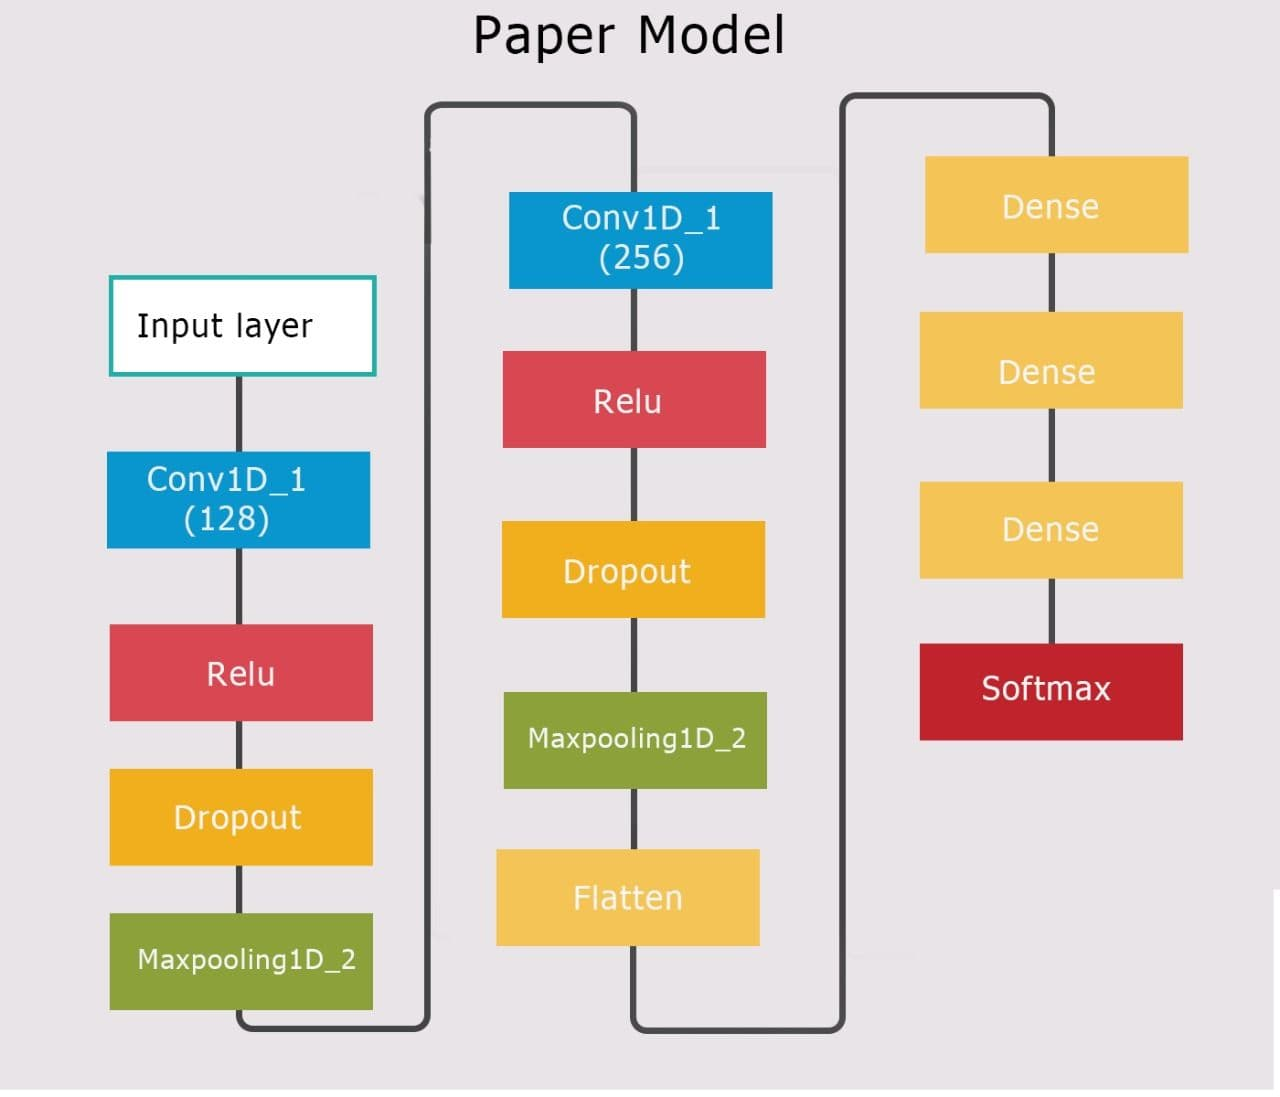 Paper Model
Input layer
Conv1D_1
(128)
Relu
Dropout
Maxpooling1D_2
Conv1D_1
(256)
Relu
Dropout
Maxpooling1D_2
Flatten
Dense
Dense
Dense
Softmax